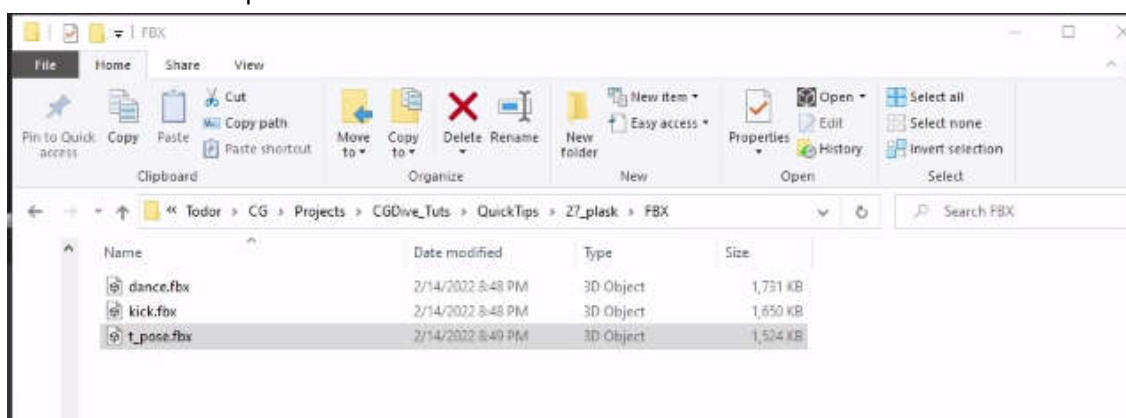 FBX
File Home Share View
Pin to Quick access Copy Paste Cut Copy path Paste shortcut
Move to Copy to Delete Rename
New folder New item Easy access
Properties Open Edit History
Select all Select none Invert selection
Clipboard Organize New Open Select
« Todor > CG > Projects > CGDive_Tuts > QuickTips > 27_plask > FBX Search FBX
Name Date modified Type Size
dance.fbx 2/14/2022 8:48 PM 3D Object 1,731 KB
kick.fbx 2/14/2022 8:48 PM 3D Object 1,650 KB
t_pose.fbx 2/14/2022 8:49 PM 3D Object 1,524 KB